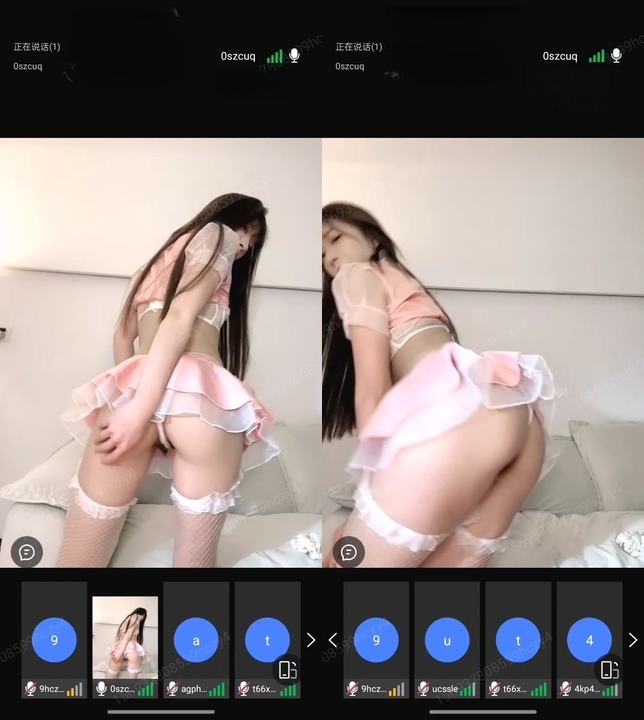 正在说话(1)
0szcuq
0szcuq
正在说话(1)
0szcuq
0szcuq
9
a
t
9hcz...
0szc...
agph...
t66x...
9
u
t
4
9hcz...
ucssle
t66x...
4kp4...